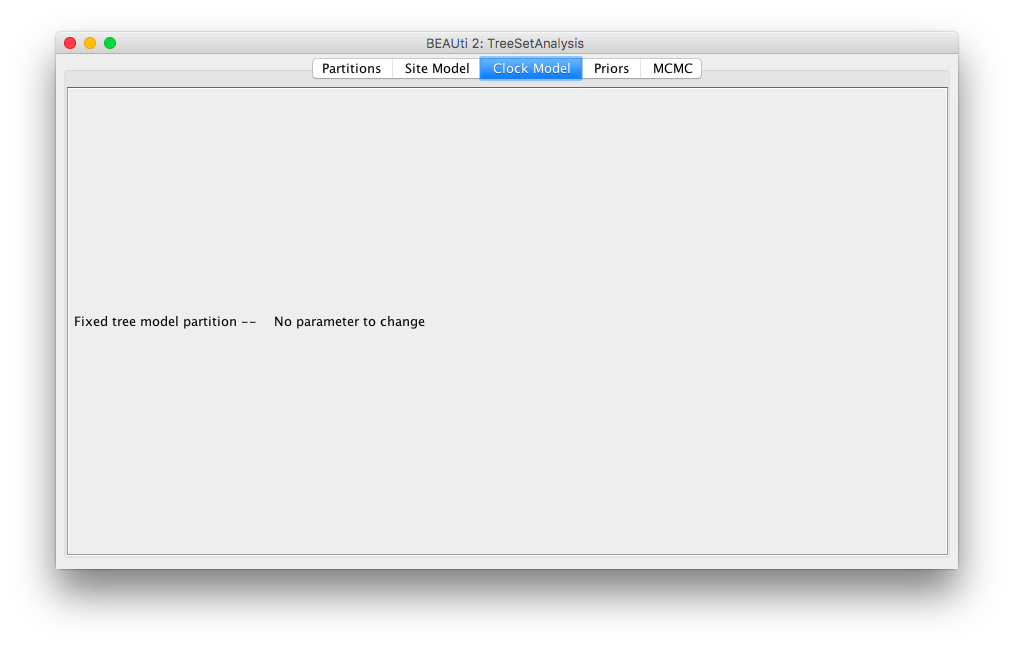 BEAUti 2: TreeSetAnalysis
Partitions Site Model Clock Model Priors MCMC
Fixed tree model partition -- No parameter to change